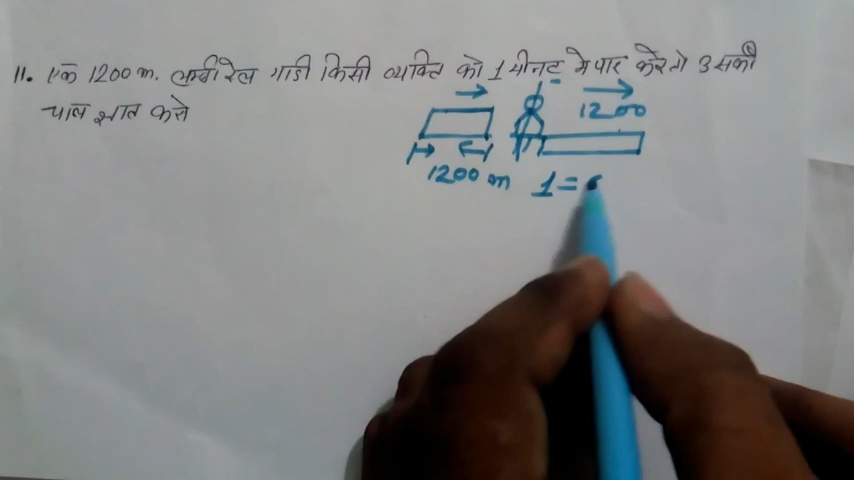 11. एक 1200 m. लम्बी रेल गाडी किसी व्यक्ति को 1 मीनट मे पार करे तो उसकी
चाल ज्ञात करो
1200
1200 m
1 =